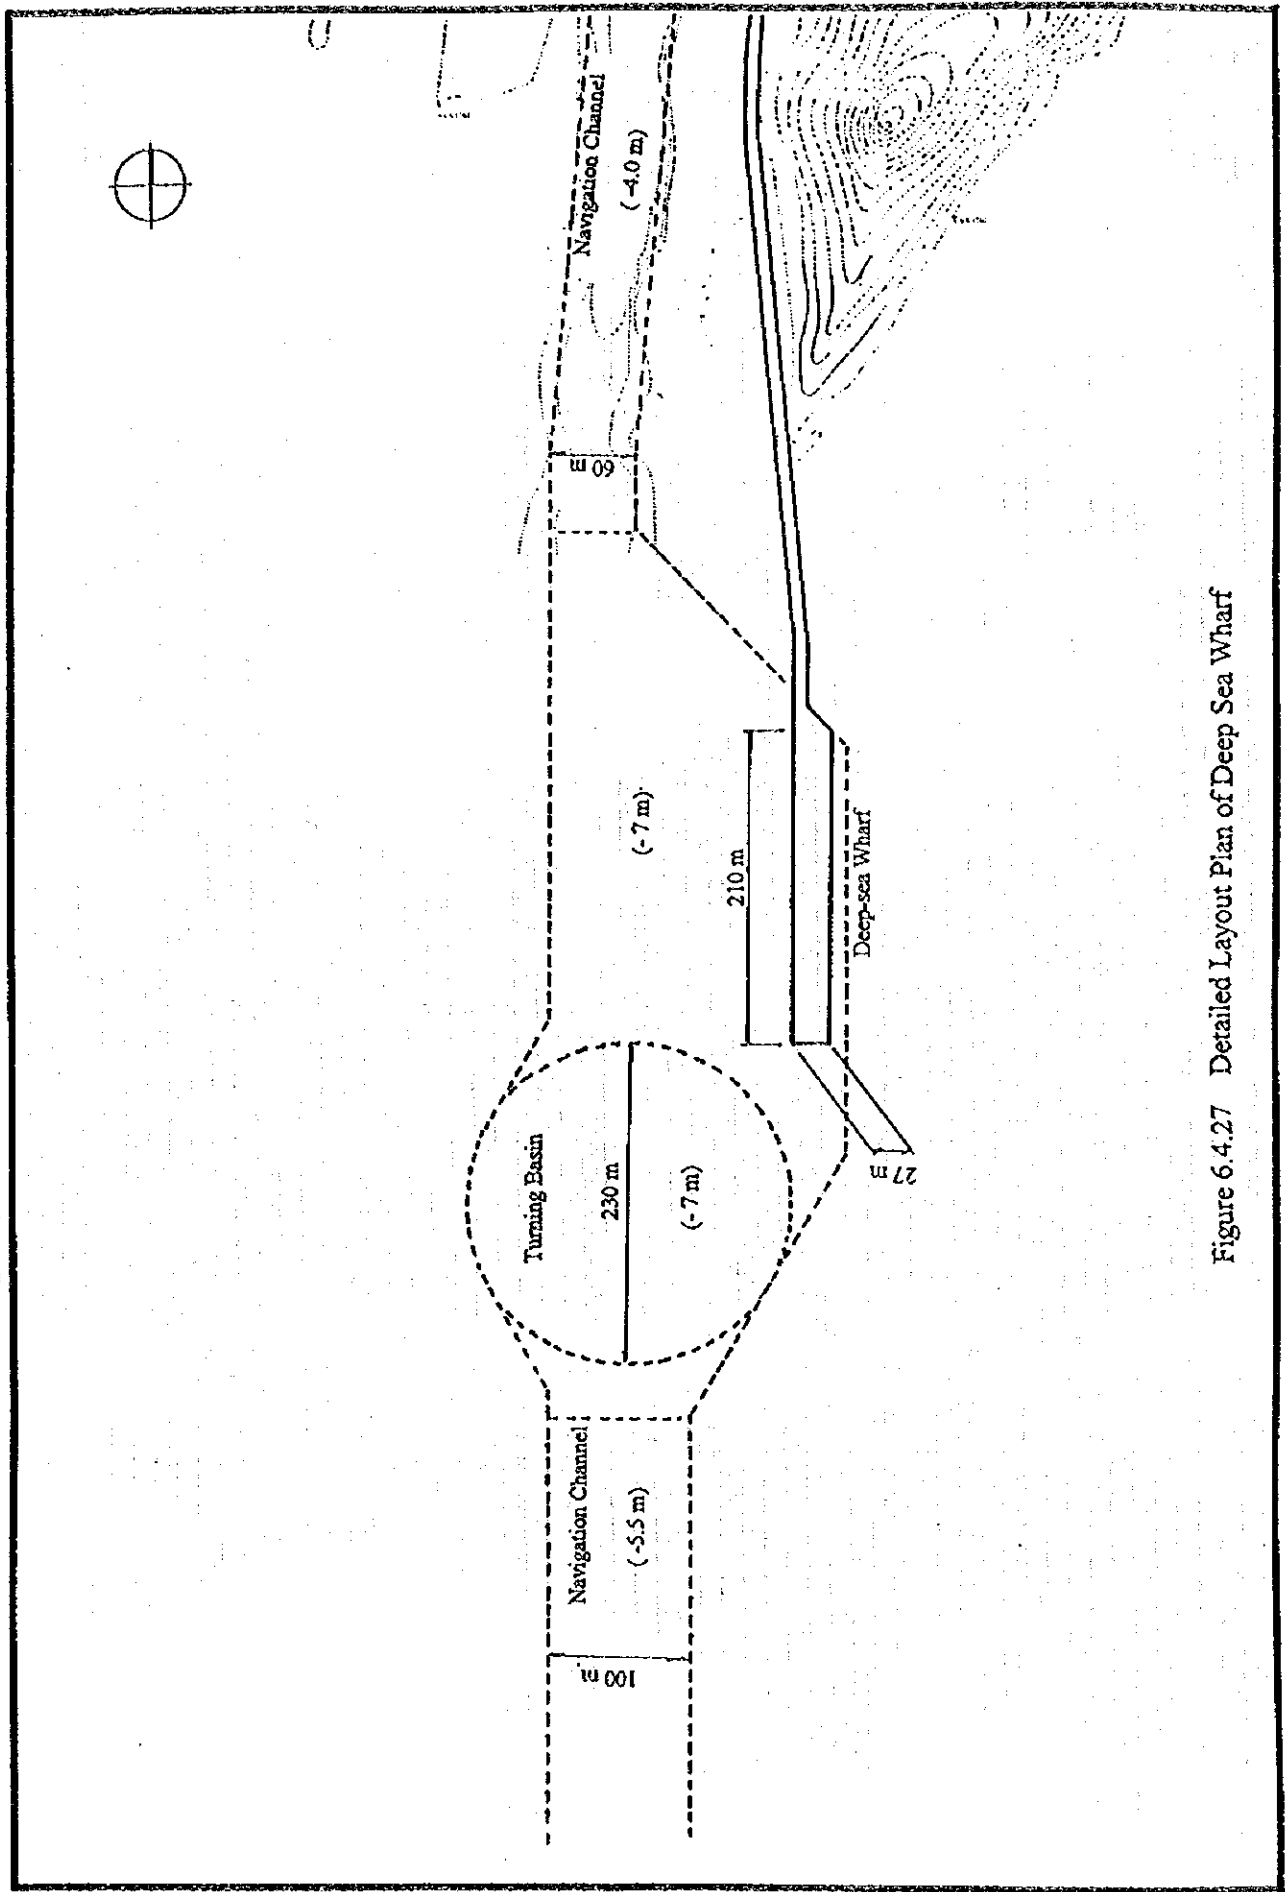 Navigation Channel
(-5.5 m)
100 m
Turning Basin
230 m
(-7 m)
27 m
210 m
(-7 m)
Deep-sea Wharf
60 m
Navigation Channel
(-4.0 m)
Figure 6.4.27 Detailed Layout Plan of Deep Sea Wharf